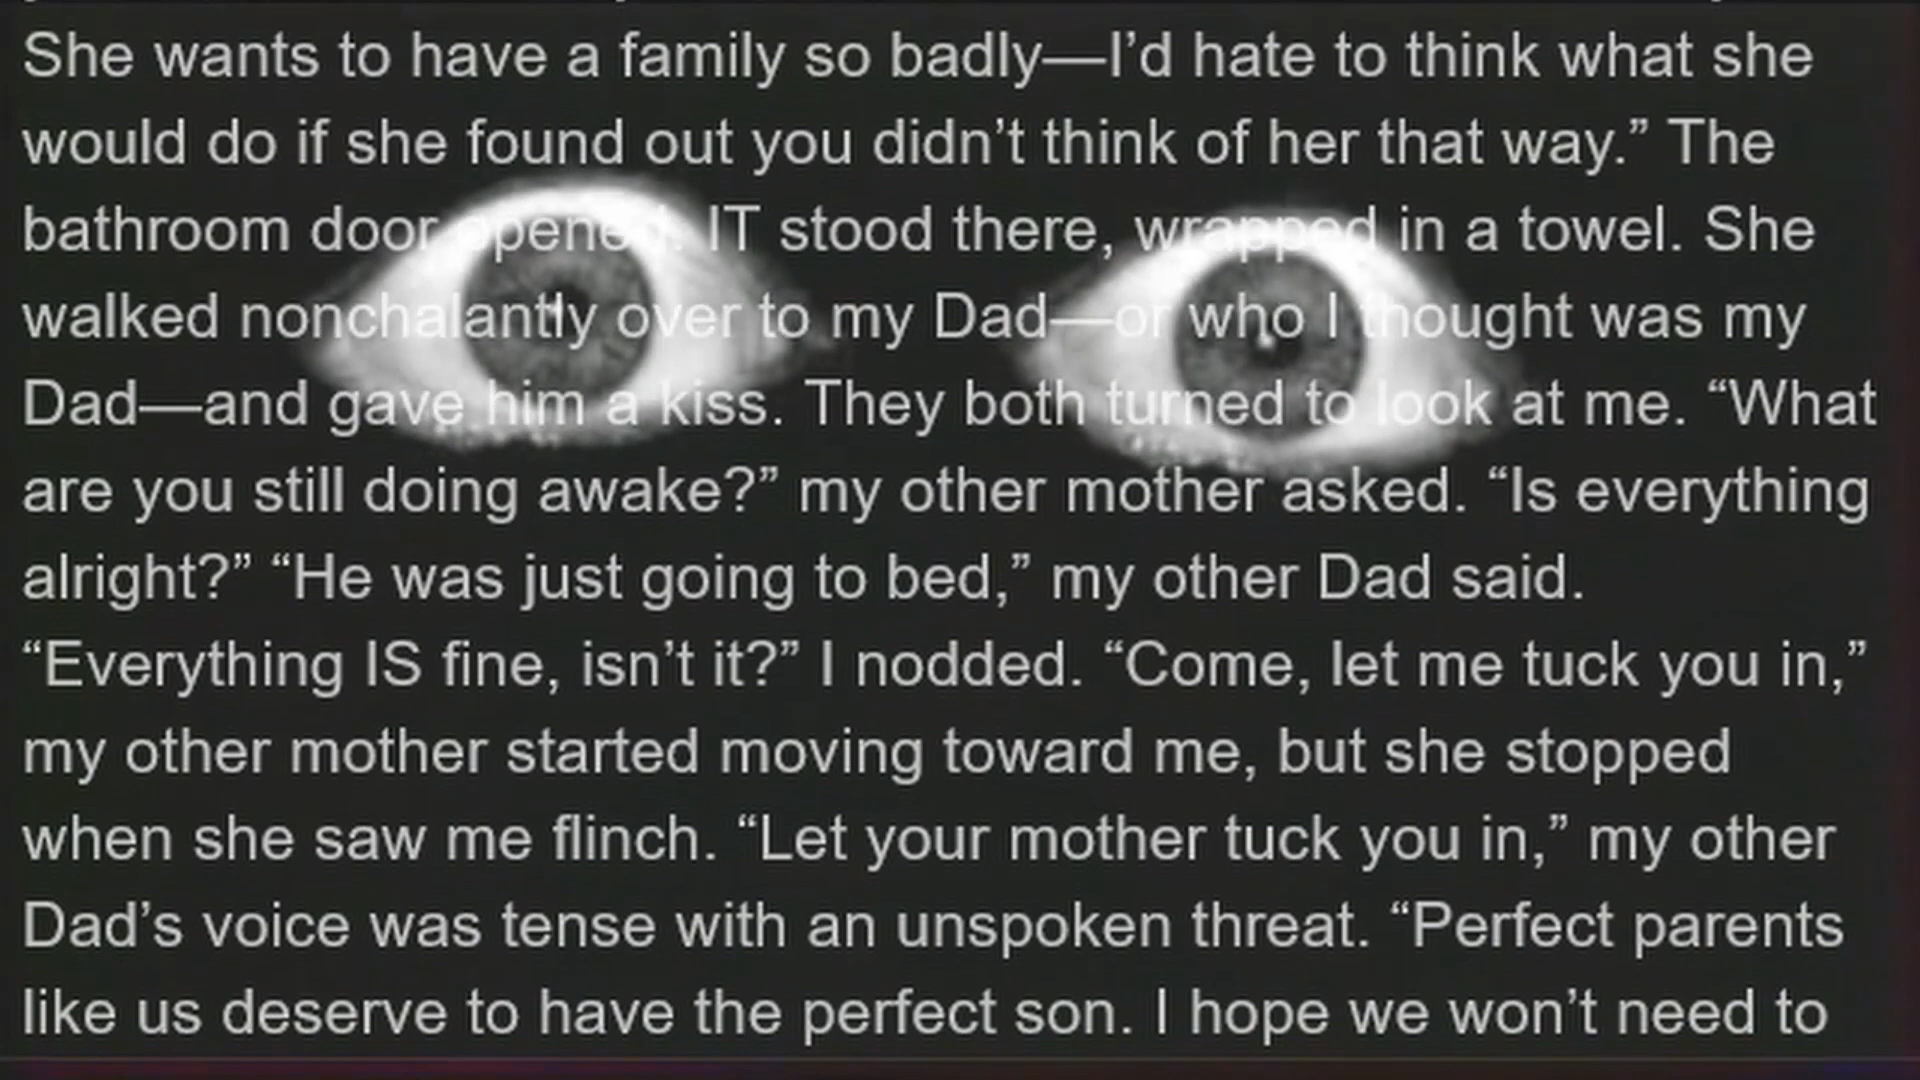 She wants to have a family so badly—I’d hate to think what she
would do if she found out you didn’t think of her that way.” The
bathroom door opened. IT stood there, wrapped in a towel. She
walked nonchalantly over to my Dad—or who I thought was my
Dad—and gave him a kiss. They both turned to look at me. “What
are you still doing awake?” my other mother asked. “Is everything
alright?” “He was just going to bed,” my other Dad said.
“Everything IS fine, isn’t it?” I nodded. “Come, let me tuck you in,”
my other mother started moving toward me, but she stopped
when she saw me flinch. “Let your mother tuck you in,” my other
Dad’s voice was tense with an unspoken threat. “Perfect parents
like us deserve to have the perfect son. I hope we won’t need to